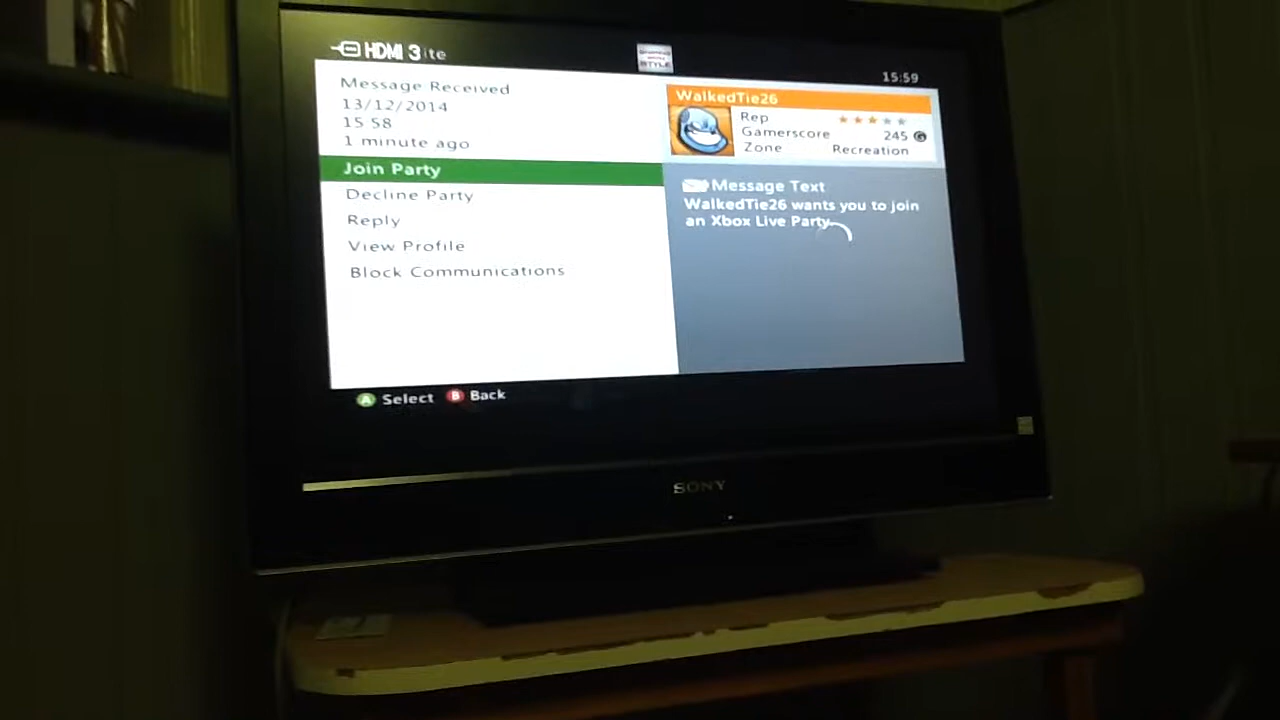 HDMI 3 ite
STYLE
15:59
Message Received
13/12/2014
15 58
1 minute ago
Join Party
Decline Party
Reply
View Profile
Block Communications
WalkedTie26
Rep
Gamerscore 245 G
Zone Recreation
Message Text
WalkedTie26 wants you to join
an Xbox Live Party
A Select B Back
SONY